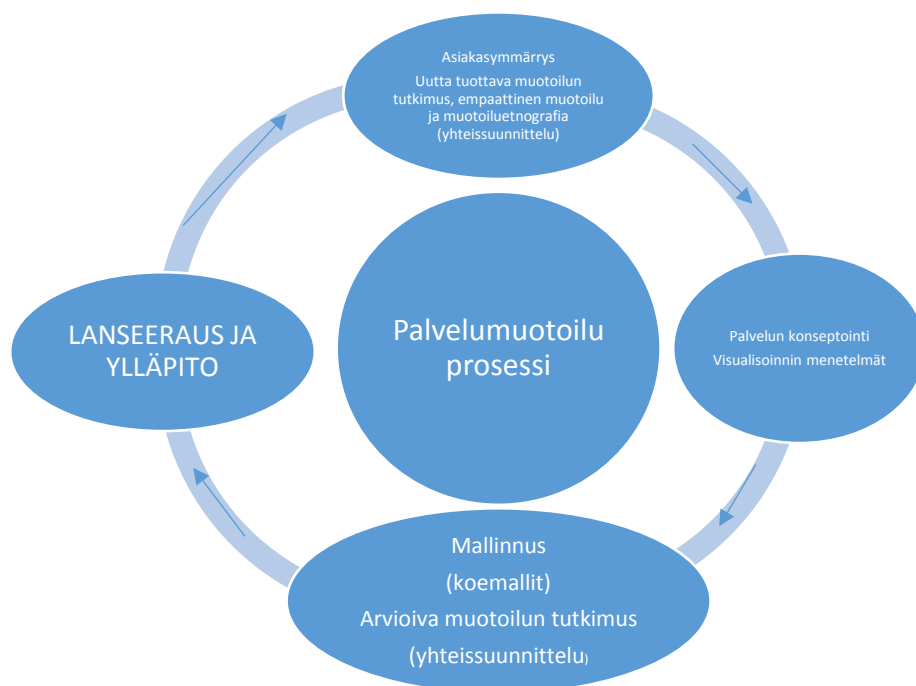 Asiakasymmärrys
Uutta tuottava muotoilun
tutkimus, empaattinen muotoilu
ja muotoiluetnografia
(yhteissuunnittelu)
Palvelun konseptointi
Visualisoinnin menetelmät
Palvelumuotoilu
prosessi
LANSEERAUS JA
YLLÄPITO
Mallinnus
(koemallit)
Arvioiva muotoilun tutkimus
(yhteissuunnittelu)